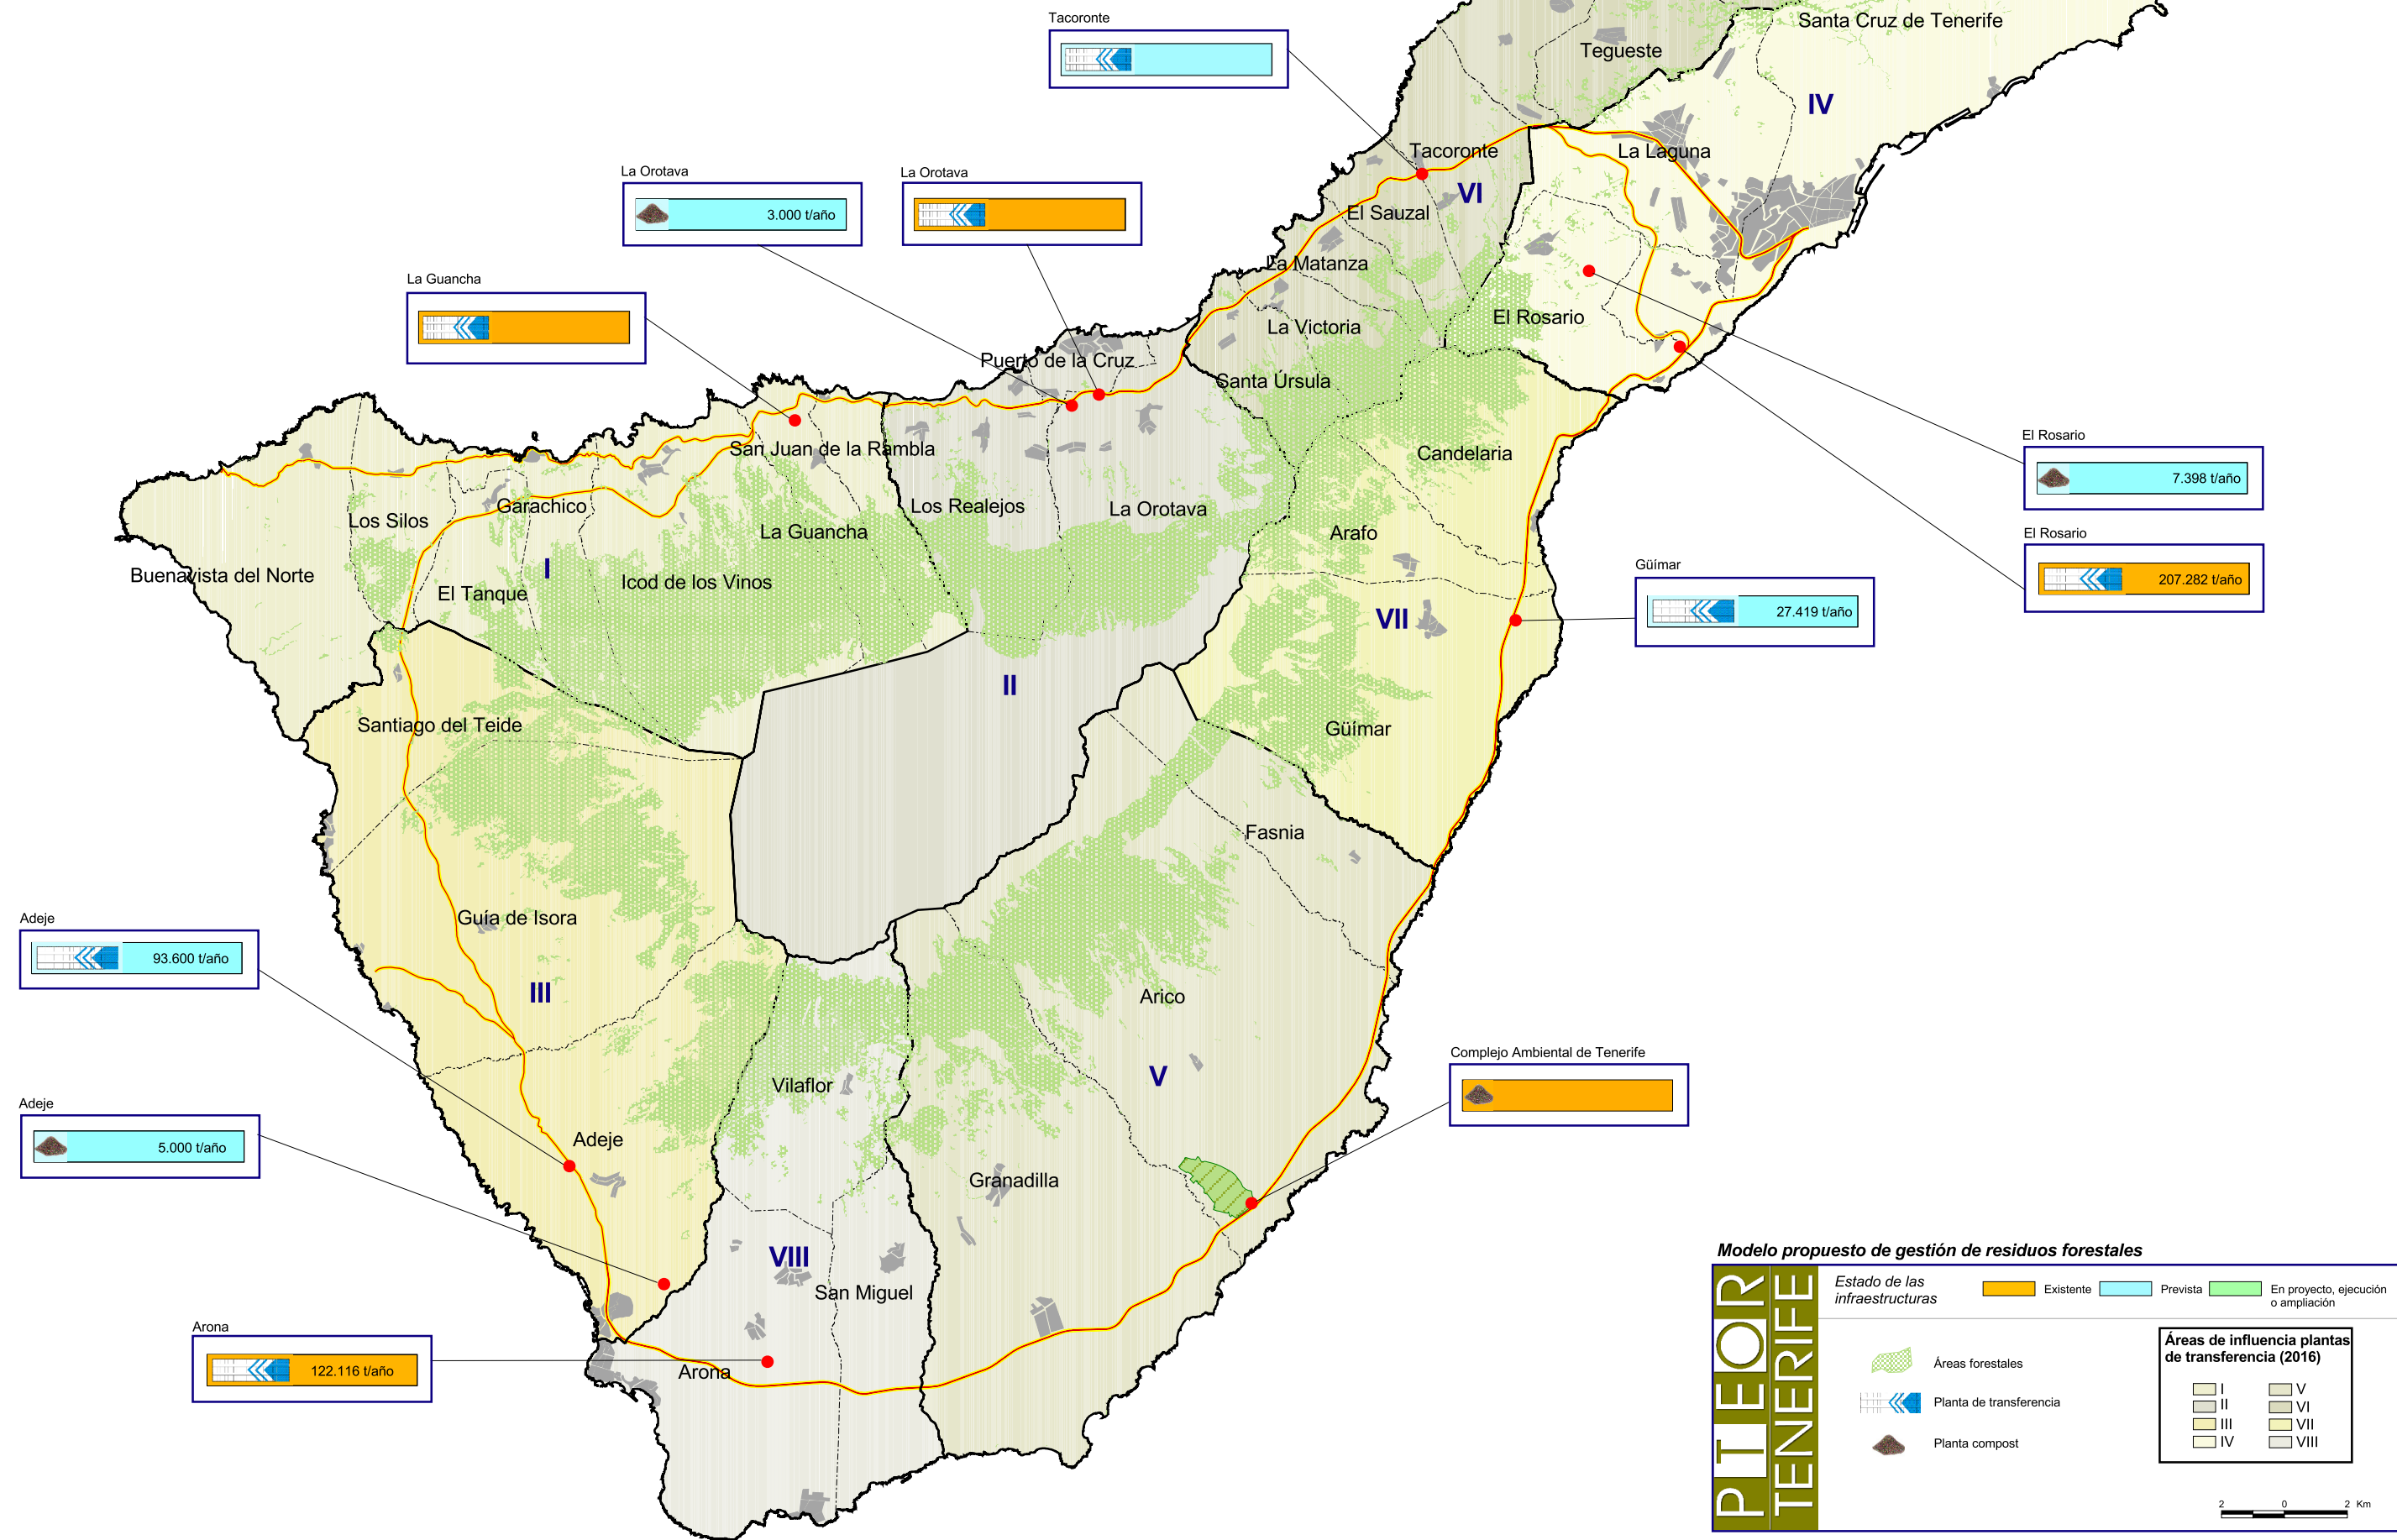 Tacoronte
Santa Cruz de Tenerife
Tegueste
IV
La Orotava
3.000 t/año
La Orotava
Tacoronte
La Laguna
VI
El Sauzal
La Guancha
La Matanza
El Rosario
La Victoria
Puerto de la Cruz
Santa Úrsula
San Juan de la Rambla
Candelaria
El Rosario
7.398 t/año
Los Silos
Garachico
Los Realejos
La Orotava
La Guancha
Arafo
El Rosario
207.282 t/año
Buenavista del Norte
I
El Tanque
Icod de los Vinos
VII
Güímar
27.419 t/año
II
Santiago del Teide
Güímar
Fasnia
Guía de Isora
Adeje
93.600 t/año
III
Arico
Complejo Ambiental de Tenerife
V
Vilaflor
Adeje
5.000 t/año
Adeje
Granadilla
VIII
San Miguel
Arona
122.116 t/año
Arona
Modelo propuesto de gestión de residuos forestales
PTEOR
TENERIFE
Estado de las
infraestructuras
Existente
Prevista
En proyecto, ejecución
o ampliación
Áreas forestales
Planta de transferencia
Planta compost
Áreas de influencia plantas
de transferencia (2016)
I
II
III
IV
V
VI
VII
VIII
2 0 2 Km